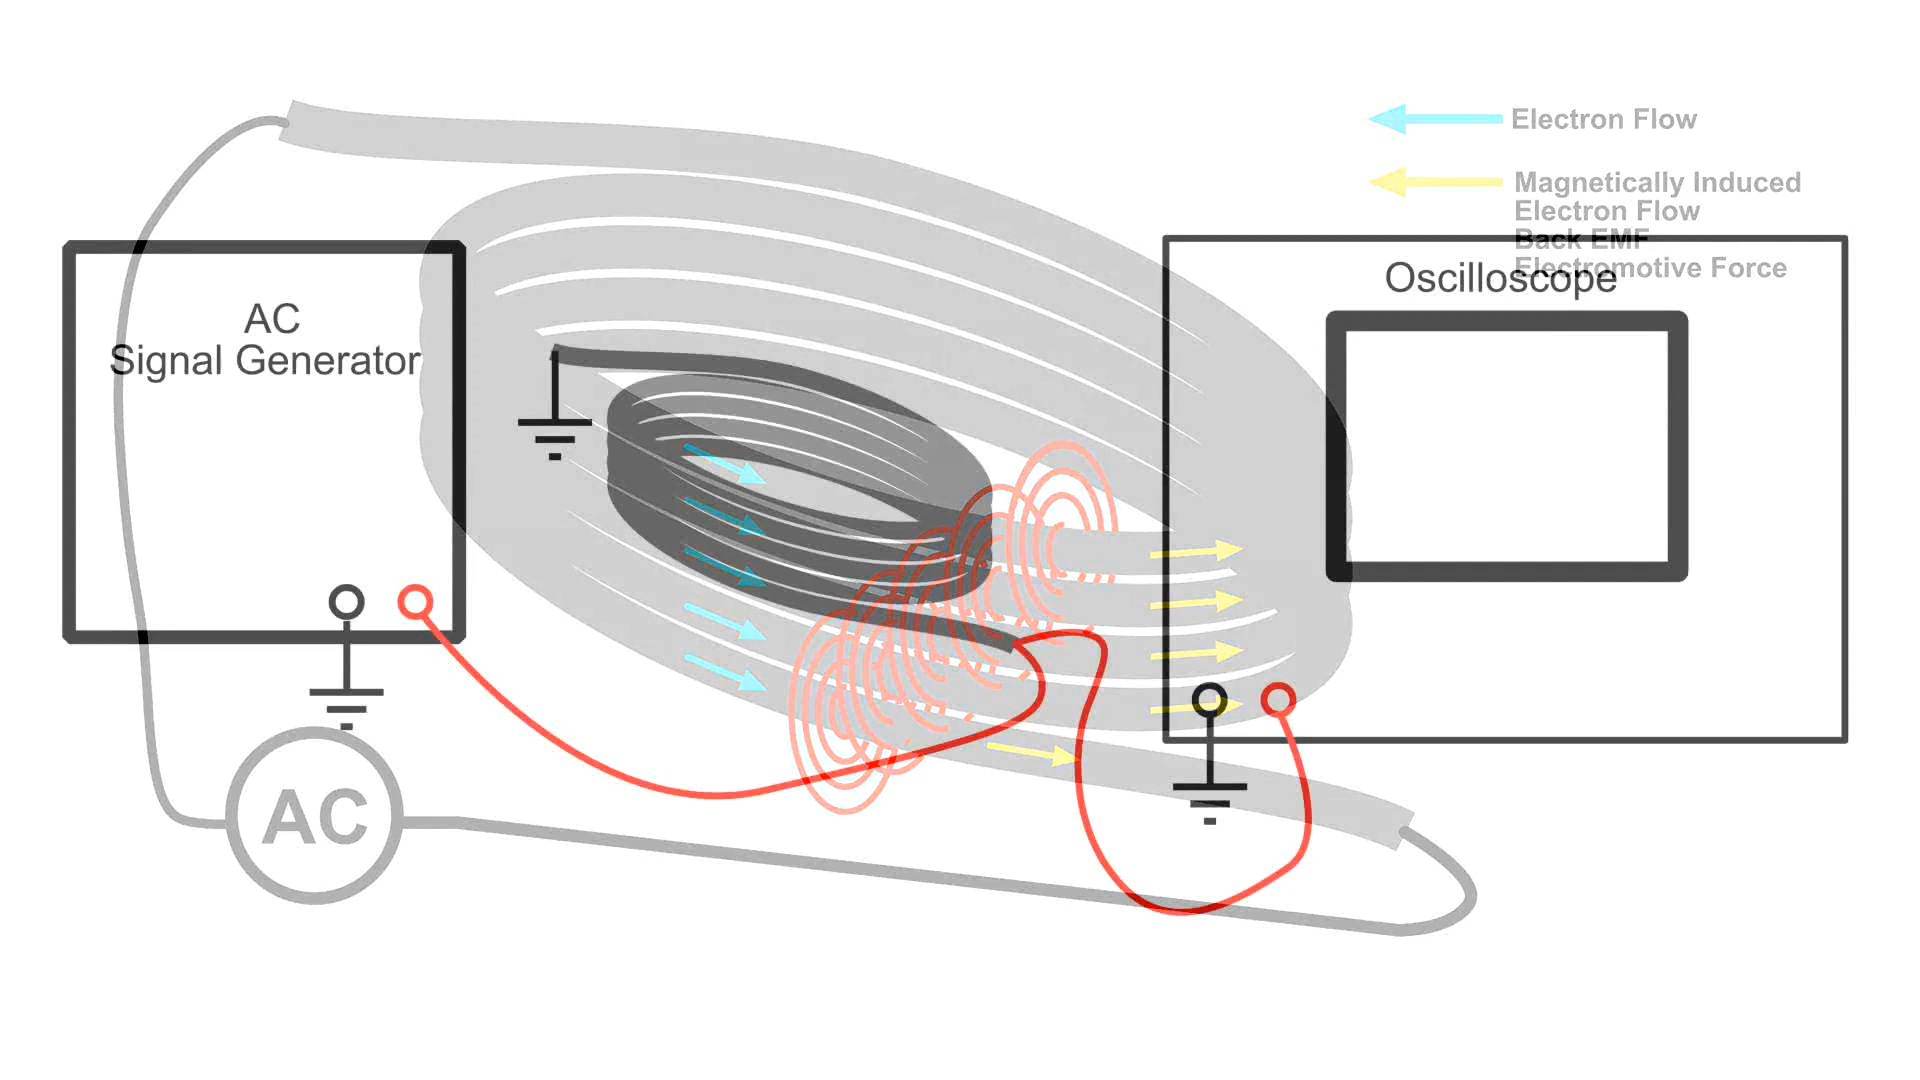 Electron Flow
Magnetically Induced
Electron Flow
Back EMF
Electromotive Force
Oscilloscope
AC
Signal Generator
AC